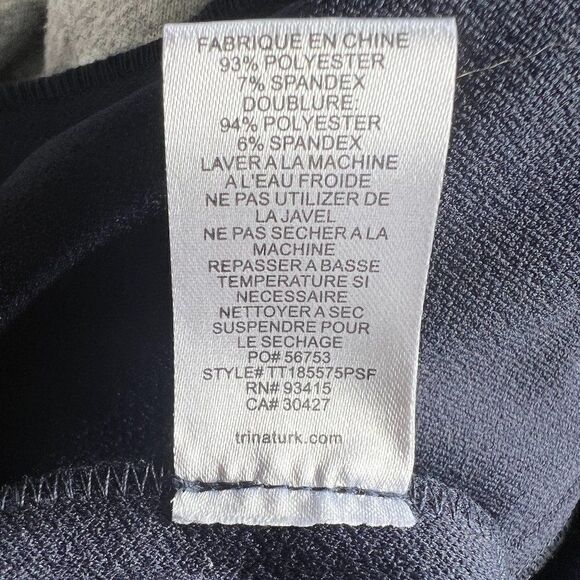 FABRIQUE EN CHINE
93% POLYESTER
7% SPANDEX
DOUBLURE:
94% POLYESTER
6% SPANDEX
LAVER A LA MACHINE
A L'EAU FROIDE
NE PAS UTILIZER DE
LA JAVEL
NE PAS SECHER A LA
MACHINE
REPASSER A BASSE
TEMPERATURE SI
NECESSAIRE
NETTOYER A SEC
SUSPENDRE POUR
LE SECHAGE
PO# 56753
STYLE# TT185575PSF
RN# 93415
CA# 30427
trinaturk.com